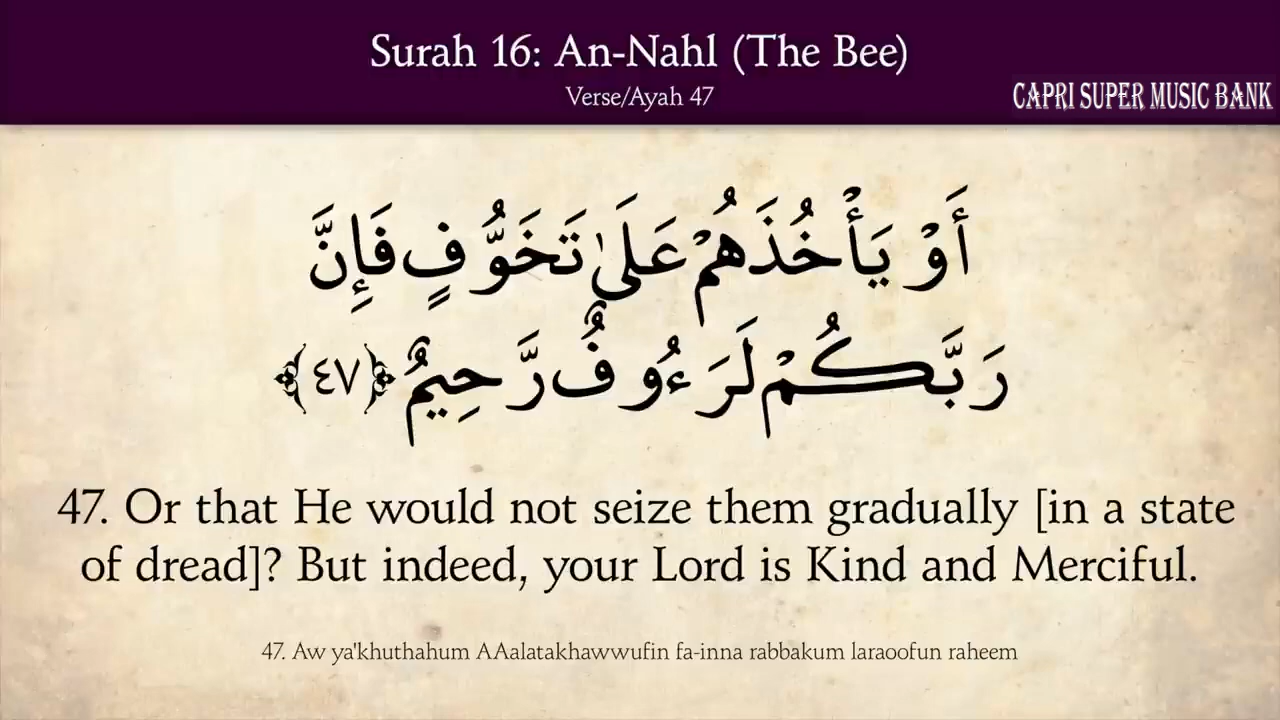 Surah 16: An-Nahl (The Bee)
Verse/Ayah 47
CAPRI SUPER MUSIC BANK
أَوْ يَأْخُذَهُمْ عَلَىٰ تَخَوُّفٍ فَإِنَّ
رَبَّكُمْ لَرَءُوفٌ رَّحِيمٌ ﴿٤٧﴾
47. Or that He would not seize them gradually [in a state
of dread]? But indeed, your Lord is Kind and Merciful.
47. Aw ya'khuthahum AAalatakhawwufin fa-inna rabbakum laraoofun raheem